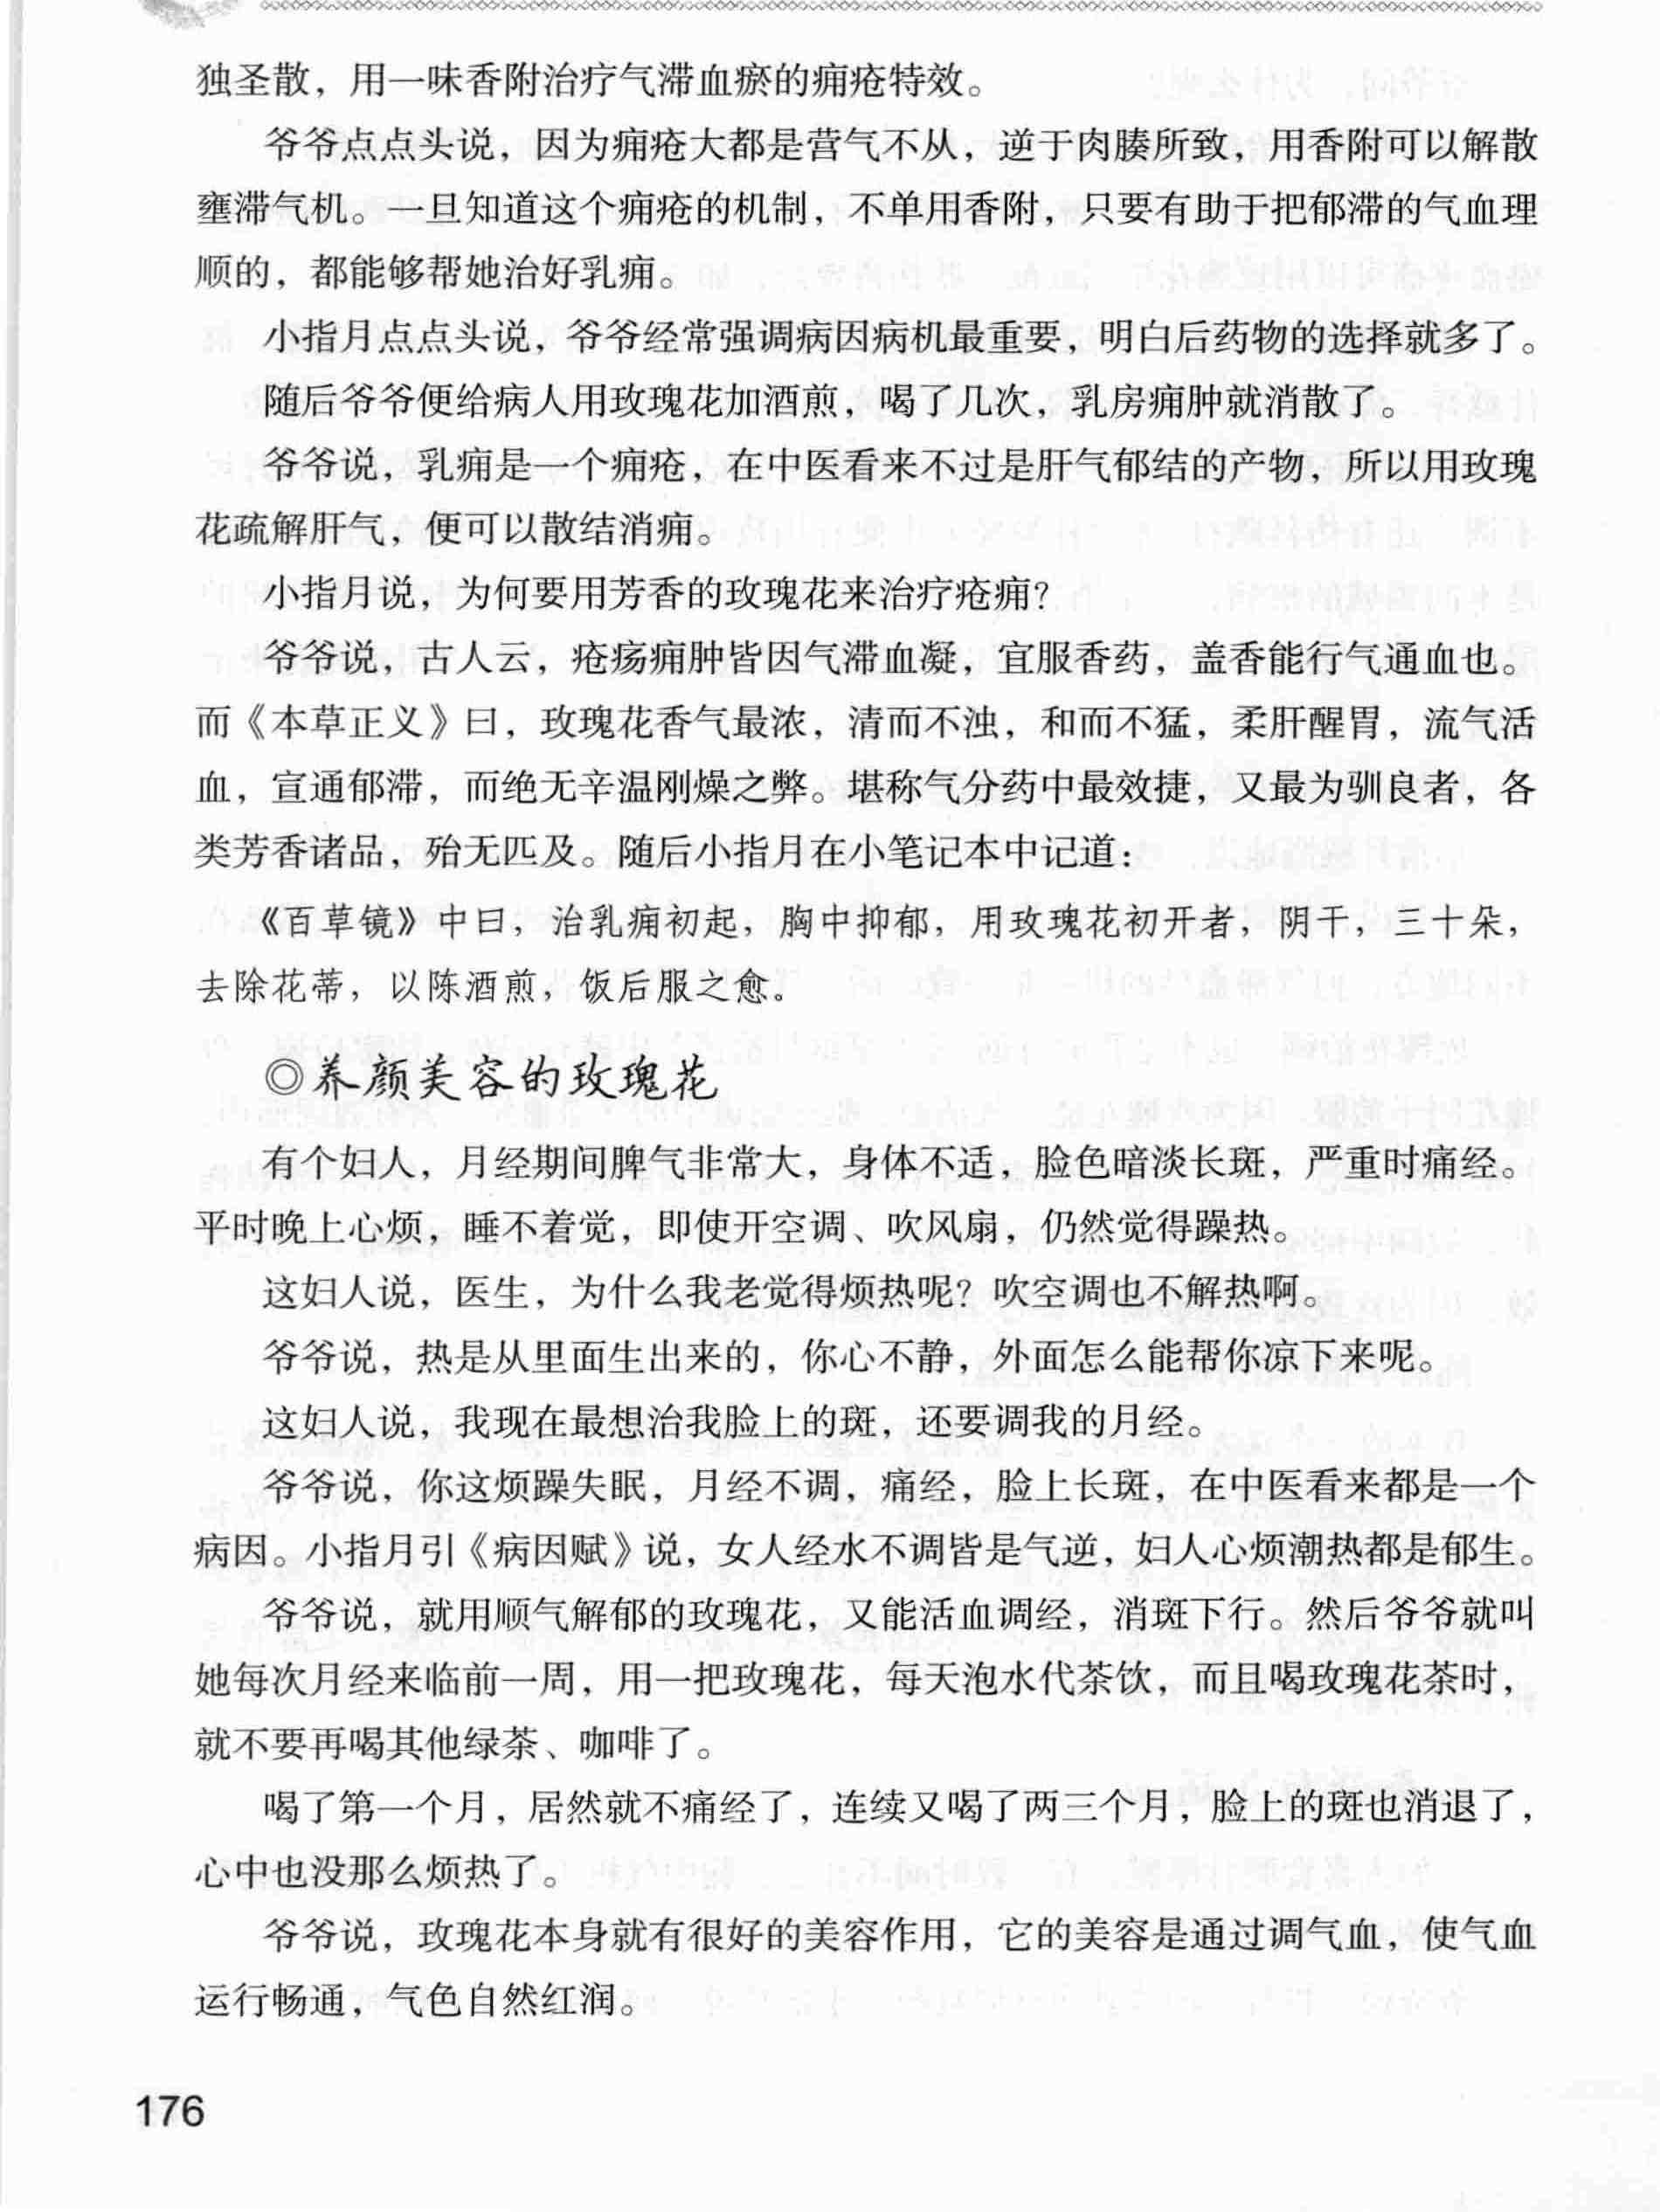 独圣散，用一味香附治疗气滞血瘀的痈疮特效。
爷爷点点头说，因为痈疮大都是营气不从，逆于肉腠所致，用香附可以解散
壅滞气机。一旦知道这个痈疮的机制，不单用香附，只要有助于把郁滞的气血理
顺的，都能够帮她治好乳痈。
小指月点点头说，爷爷经常强调病因病机最重要，明白后药物的选择就多了。
随后爷爷便给病人用玫瑰花加酒煎，喝了几次，乳房痈肿就消散了。
爷爷说，乳痈是一个痈疮，在中医看来不过是肝气郁结的产物，所以用玫瑰
花疏解肝气，便可以散结消痈。
小指月说，为何要用芳香的玫瑰花来治疗疮痈？
爷爷说，古人云，疮疡痈肿皆因气滞血凝，宜服香药，盖香能行气通血也。
而《本草正义》曰，玫瑰花香气最浓，清而不浊，和而不猛，柔肝醒胃，流气活
血，宣通郁滞，而绝无辛温刚燥之弊。堪称气分药中最效捷，又最为驯良者，各
类芳香诸品，殆无匹及。随后小指月在小笔记本中记道：
《百草镜》中曰，治乳痈初起，胸中抑郁，用玫瑰花初开者，阴干，三十朵，
去除花蒂，以陈酒煎，饭后服之愈。
◎养颜美容的玫瑰花
有个妇人，月经期间脾气非常大，身体不适，脸色暗淡长斑，严重时痛经。
平时晚上心烦，睡不着觉，即使开空调、吹风扇，仍然觉得躁热。
这妇人说，医生，为什么我老觉得烦热呢？吹空调也不解热啊。
爷爷说，热是从里面生出来的，你心不静，外面怎么能帮你凉下来呢。
这妇人说，我现在最想治我脸上的斑，还要调我的月经。
爷爷说，你这烦躁失眠，月经不调，痛经，脸上长斑，在中医看来都是一个
病因。小指月引《病因赋》说，女人经水不调皆是气逆，妇人心烦潮热都是郁生。
爷爷说，就用顺气解郁的玫瑰花，又能活血调经，消斑下行。然后爷爷就叫
她每次月经来临前一周，用一把玫瑰花，每天泡水代茶饮，而且喝玫瑰花茶时，
就不要再喝其他绿茶、咖啡了。
喝了第一个月，居然就不痛经了，连续又喝了两三个月，脸上的斑也消退了，
心中也没那么烦热了。
爷爷说，玫瑰花本身就有很好的美容作用，它的美容是通过调气血，使气血
运行畅通，气色自然红润。
176